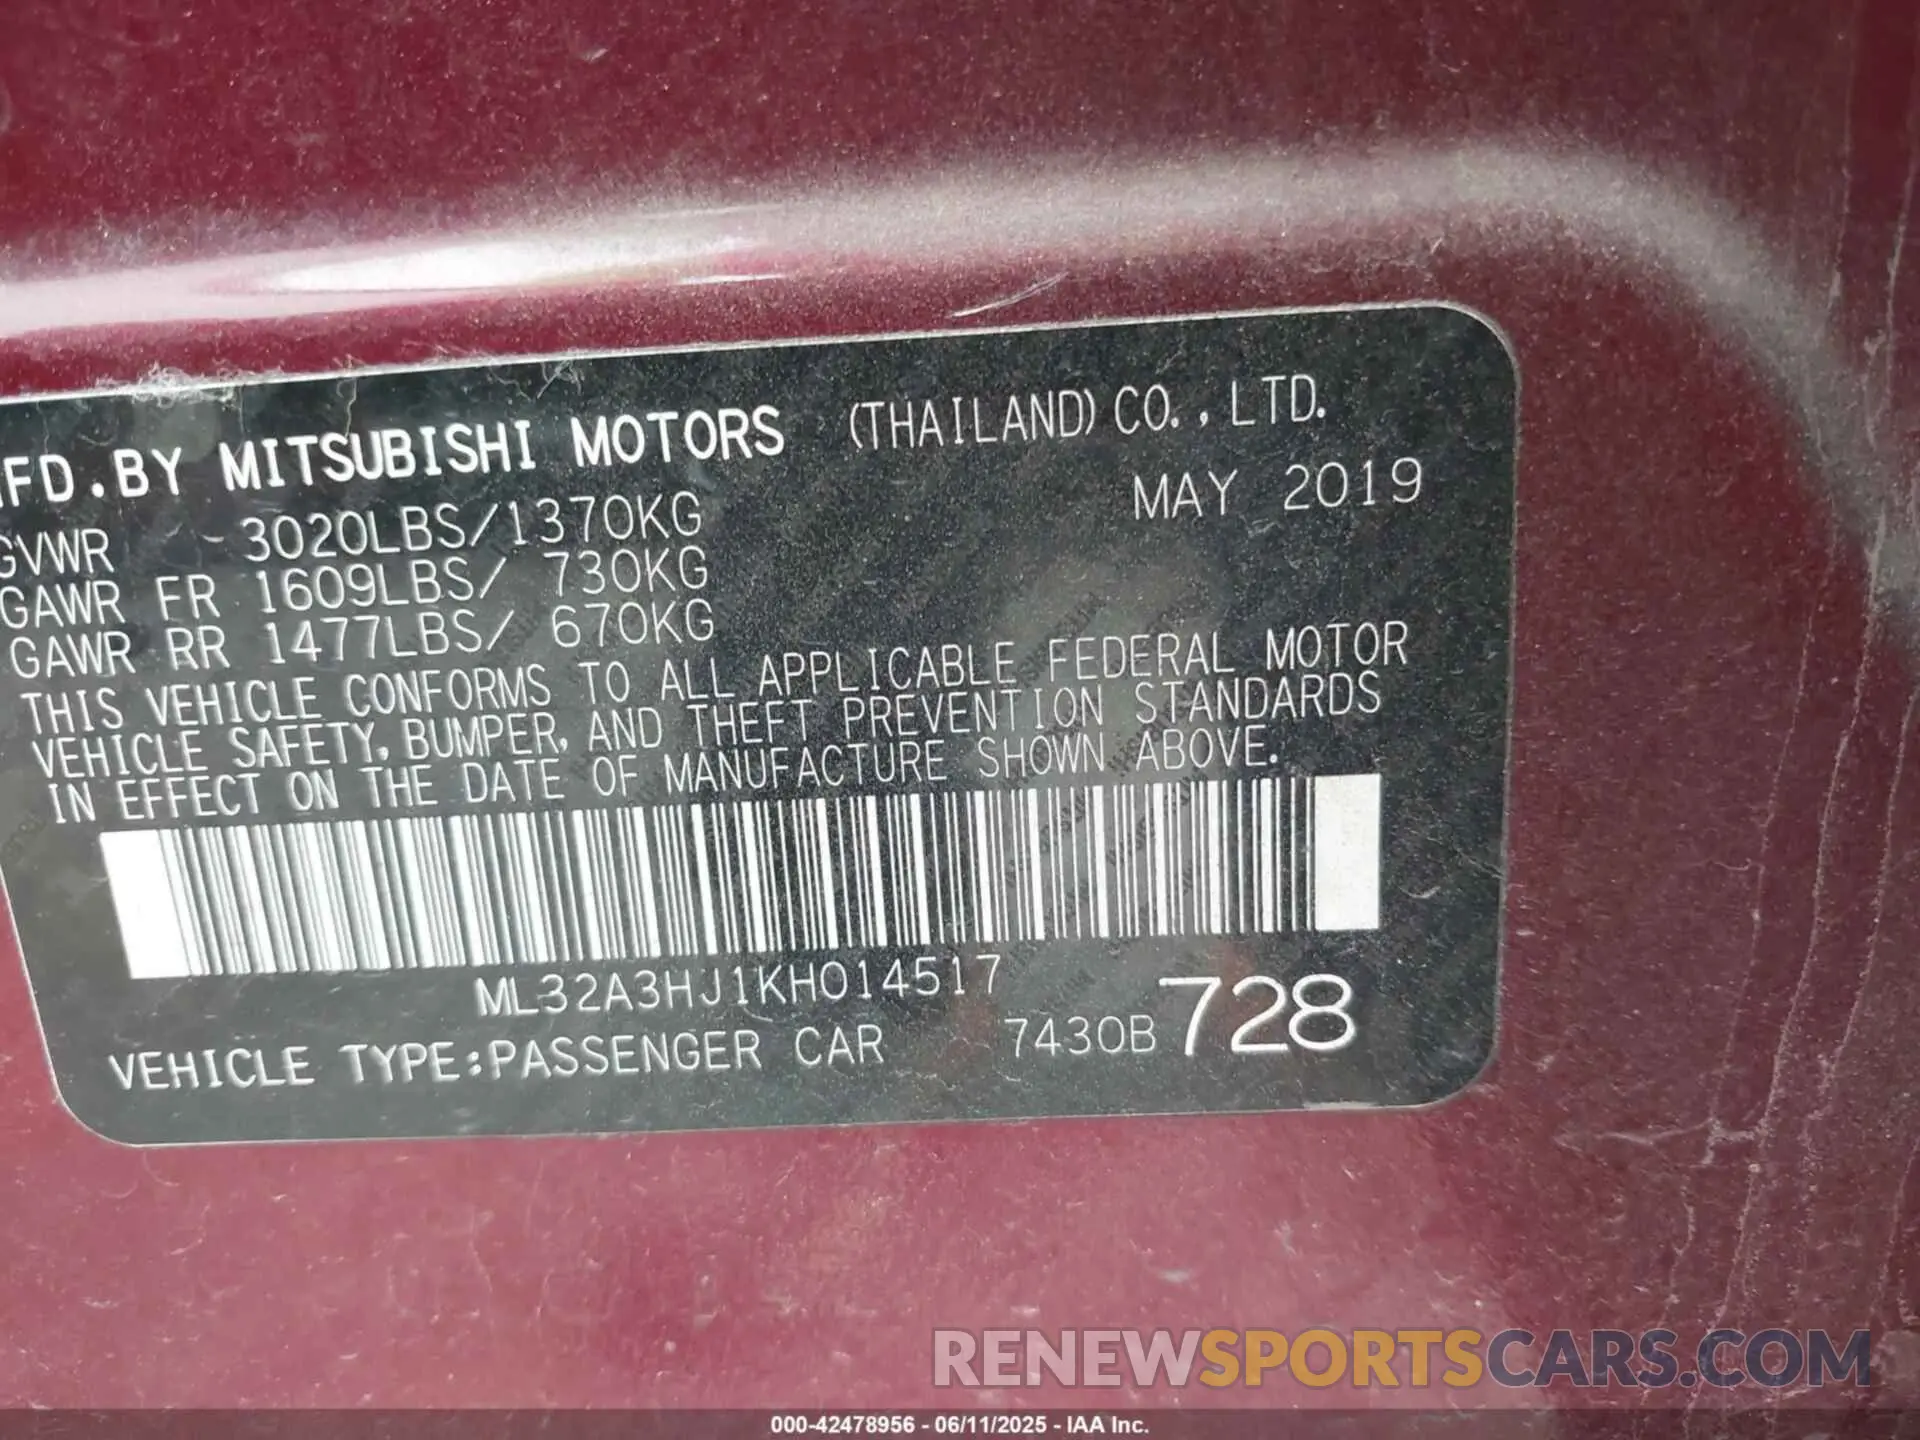 MFD.BY MITSUBISHI MOTORS (THAILAND) CO., LTD.
MAY 2019
GVWR 3020LBS/1370KG
GAWR FR 1609LBS/ 730KG
GAWR RR 1477LBS/ 670KG
THIS VEHICLE CONFORMS TO ALL APPLICABLE FEDERAL MOTOR
VEHICLE SAFETY, BUMPER, AND THEFT PREVENTION STANDARDS
IN EFFECT ON THE DATE OF MANUFACTURE SHOWN ABOVE.
ML32A3HJ1KH014517
VEHICLE TYPE:PASSENGER CAR 7430B 728
RENEWSPORTSCARS.COM
000-42478956 - 06/11/2025 - IAA Inc.